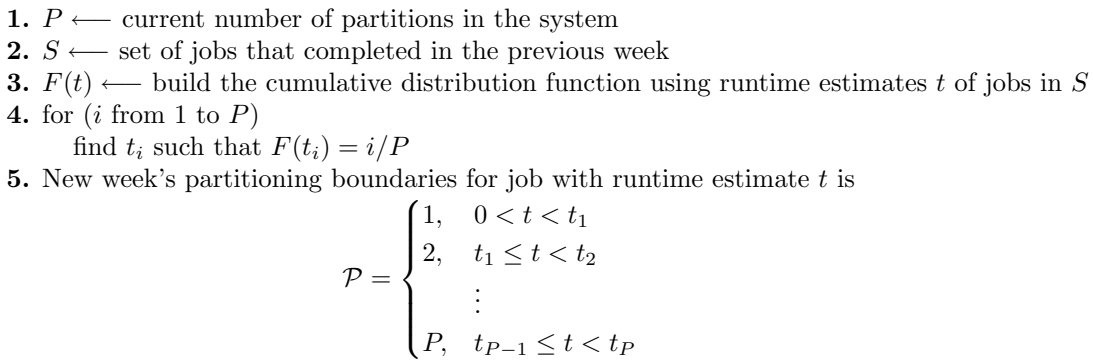 1. P ⟵ current number of partitions in the system
2. S ⟵ set of jobs that completed in the previous week
3. F(t) ⟵ build the cumulative distribution function using runtime estimates t of jobs in S
4. for (i from 1 to P)
find t_i such that F(t_i) = i/P
5. New week's partitioning boundaries for job with runtime estimate t is
𝒫 = {
1, 0 < t < t_1
2, t_1 ≤ t < t_2
⋮
P, t_{P−1} ≤ t < t_P